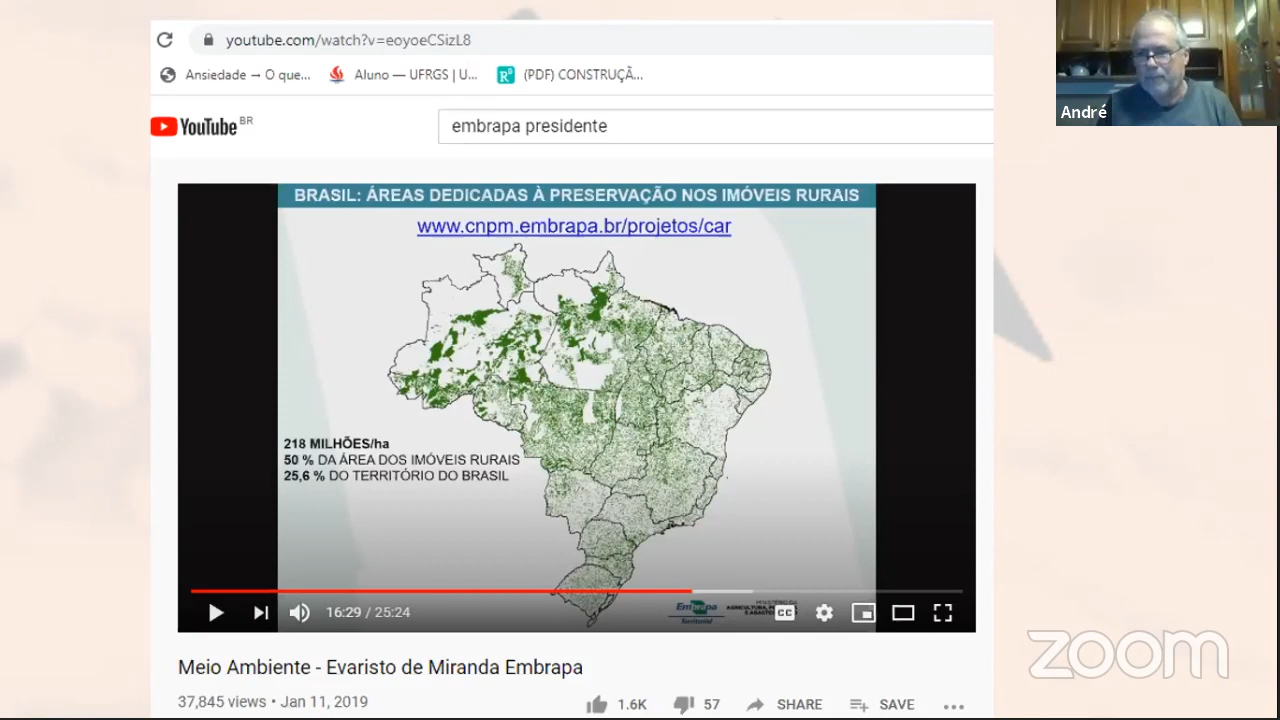 youtube.com/watch?v=eoyoeCSizL8
Ansiedade → O que...
Aluno — UFRGS | U...
(PDF) CONSTRUÇÃ...
André
YouTube BR
embrapa presidente
BRASIL: ÁREAS DEDICADAS À PRESERVAÇÃO NOS IMÓVEIS RURAIS
www.cnpm.embrapa.br/projetos/car
218 MILHÕES/ha
50 % DA ÁREA DOS IMÓVEIS RURAIS
25,6 % DO TERRITÓRIO DO BRASIL
Embrapa
Territorial
16:29 / 25:24
CC
zoom
Meio Ambiente - Evaristo de Miranda Embrapa
37,845 views • Jan 11, 2019
1.6K
57
SHARE
SAVE